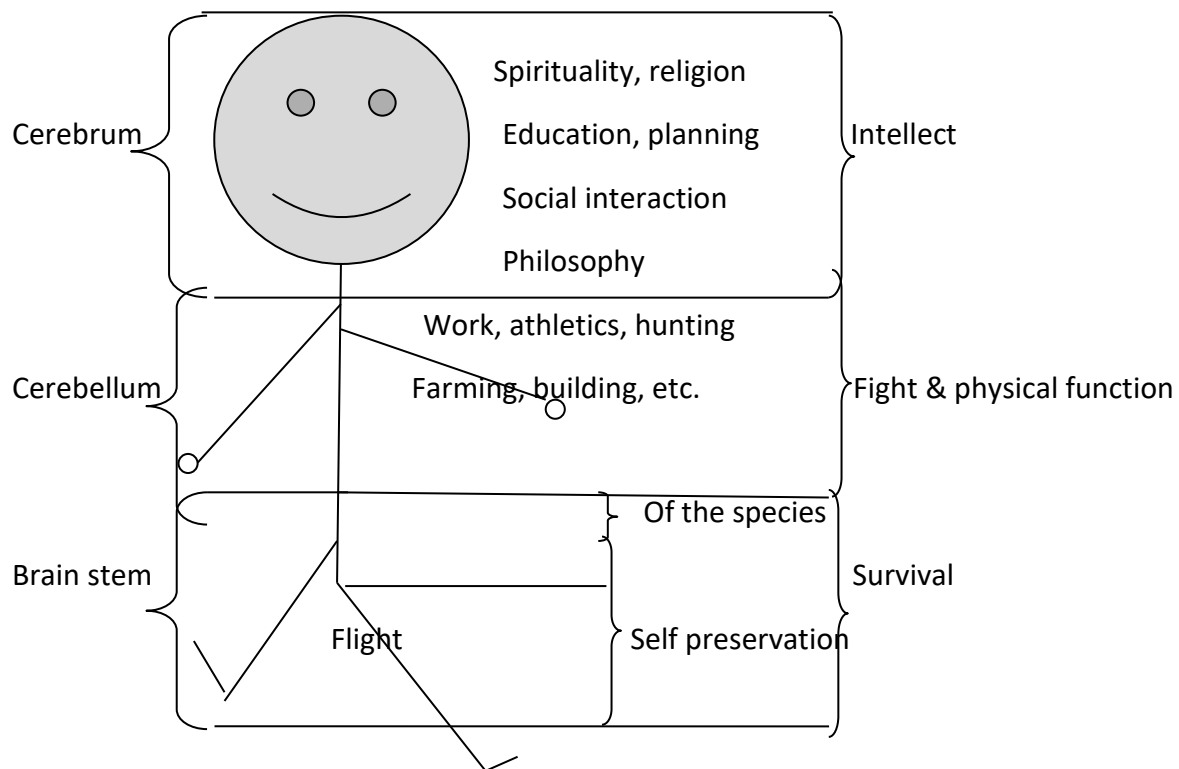 Spirituality, religion
Cerebrum
Education, planning
Intellect
Social interaction
Philosophy
Work, athletics, hunting
Cerebellum
Farming, building, etc.
Fight & physical function
Of the species
Brain stem
Survival
Flight
Self preservation